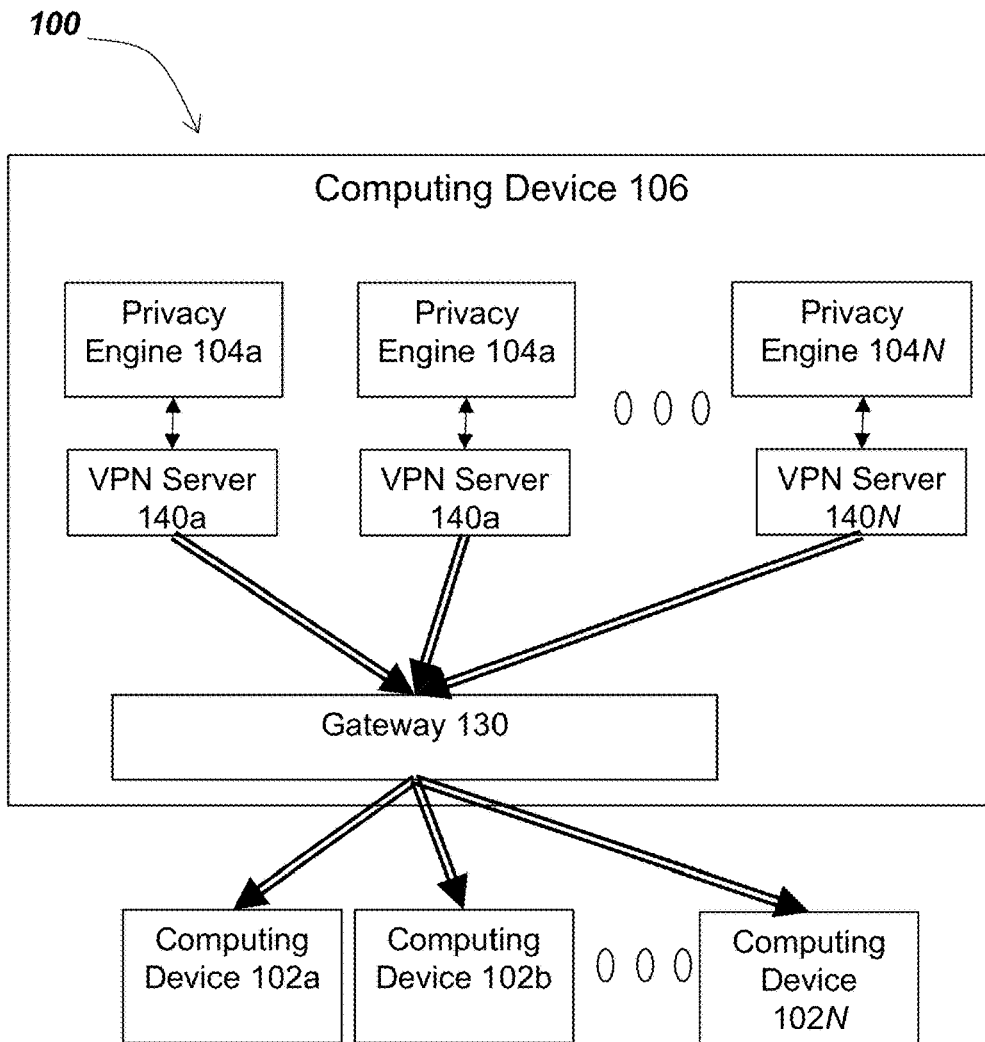 100
Computing Device 106
Privacy
Engine 104a
Privacy
Engine 104a
Privacy
Engine 104N
VPN Server
140a
VPN Server
140a
VPN Server
140N
Gateway 130
Computing
Device 102a
Computing
Device 102b
Computing
Device
102N